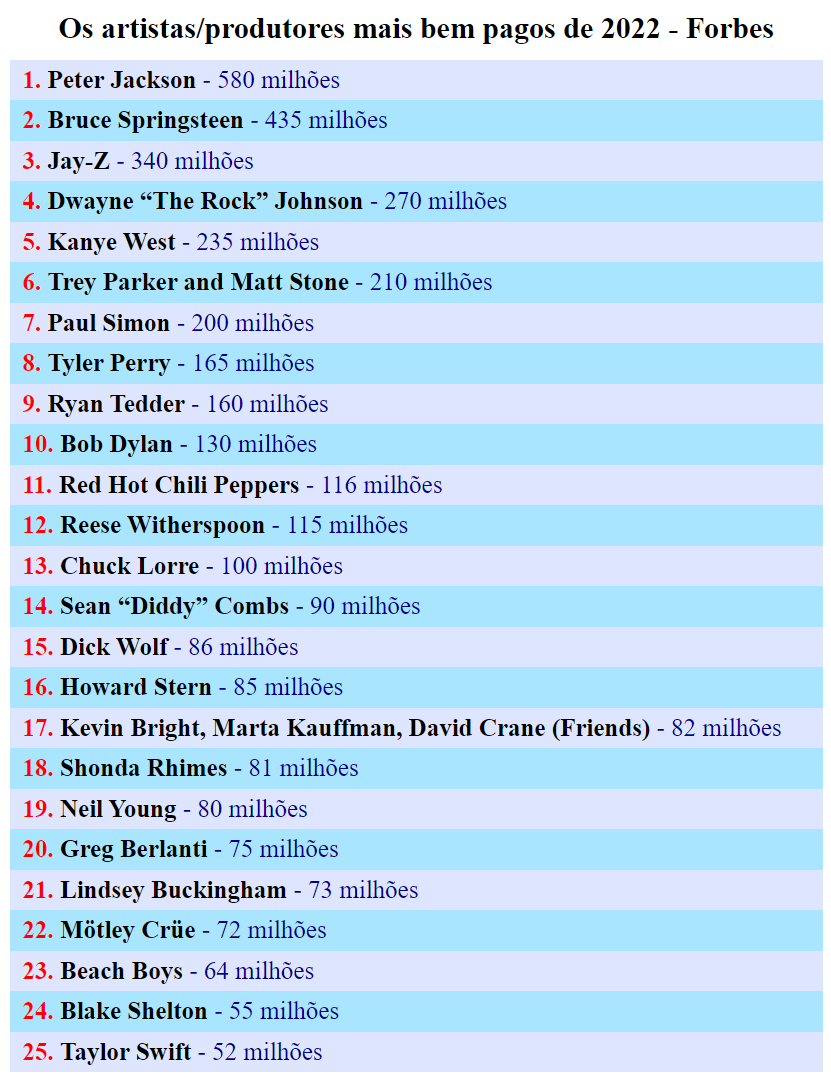 Os artistas/produtores mais bem pagos de 2022 - Forbes
1. Peter Jackson - 580 milhões
2. Bruce Springsteen - 435 milhões
3. Jay-Z - 340 milhões
4. Dwayne “The Rock” Johnson - 270 milhões
5. Kanye West - 235 milhões
6. Trey Parker and Matt Stone - 210 milhões
7. Paul Simon - 200 milhões
8. Tyler Perry - 165 milhões
9. Ryan Tedder - 160 milhões
10. Bob Dylan - 130 milhões
11. Red Hot Chili Peppers - 116 milhões
12. Reese Witherspoon - 115 milhões
13. Chuck Lorre - 100 milhões
14. Sean “Diddy” Combs - 90 milhões
15. Dick Wolf - 86 milhões
16. Howard Stern - 85 milhões
17. Kevin Bright, Marta Kauffman, David Crane (Friends) - 82 milhões
18. Shonda Rhimes - 81 milhões
19. Neil Young - 80 milhões
20. Greg Berlanti - 75 milhões
21. Lindsey Buckingham - 73 milhões
22. Mötley Crüe - 72 milhões
23. Beach Boys - 64 milhões
24. Blake Shelton - 55 milhões
25. Taylor Swift - 52 milhões